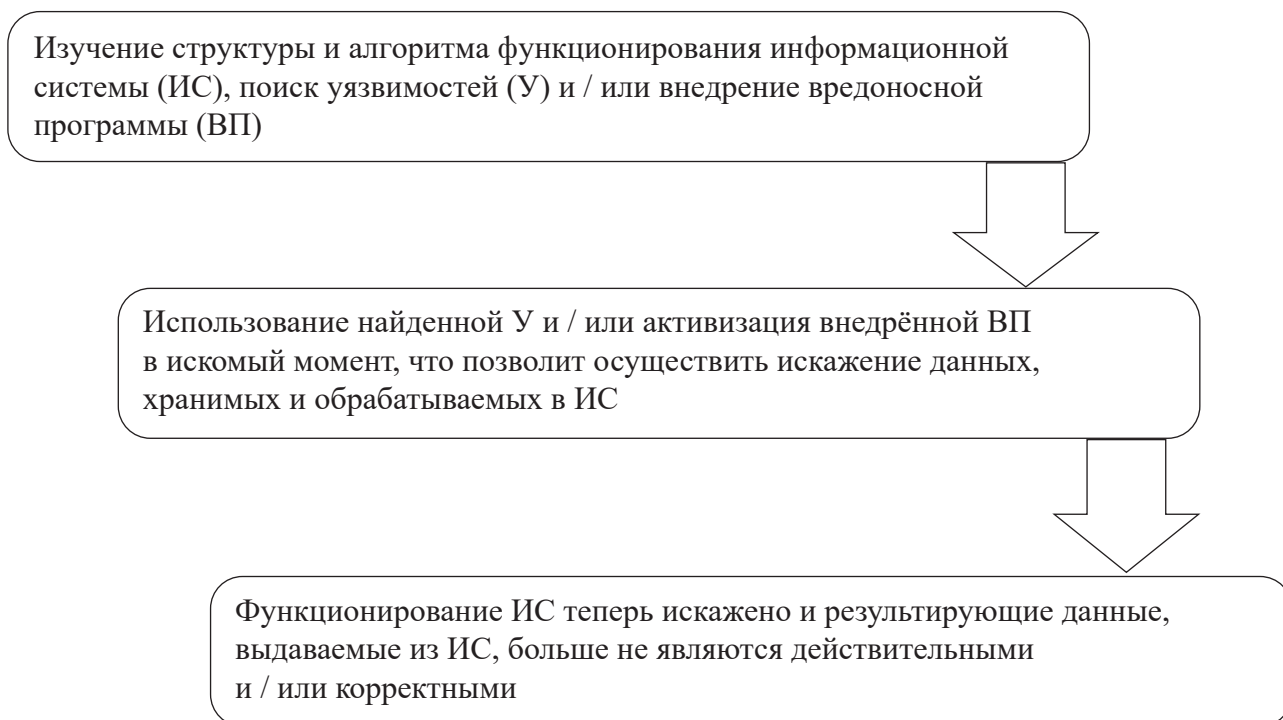 Изучение структуры и алгоритма функционирования информационной
системы (ИС), поиск уязвимостей (У) и / или внедрение вредоносной
программы (ВП)
Использование найденной У и / или активизация внедрённой ВП
в искомый момент, что позволит осуществить искажение данных,
хранимых и обрабатываемых в ИС
Функционирование ИС теперь искажено и результирующие данные,
выдаваемые из ИС, больше не являются действительными
и / или корректными